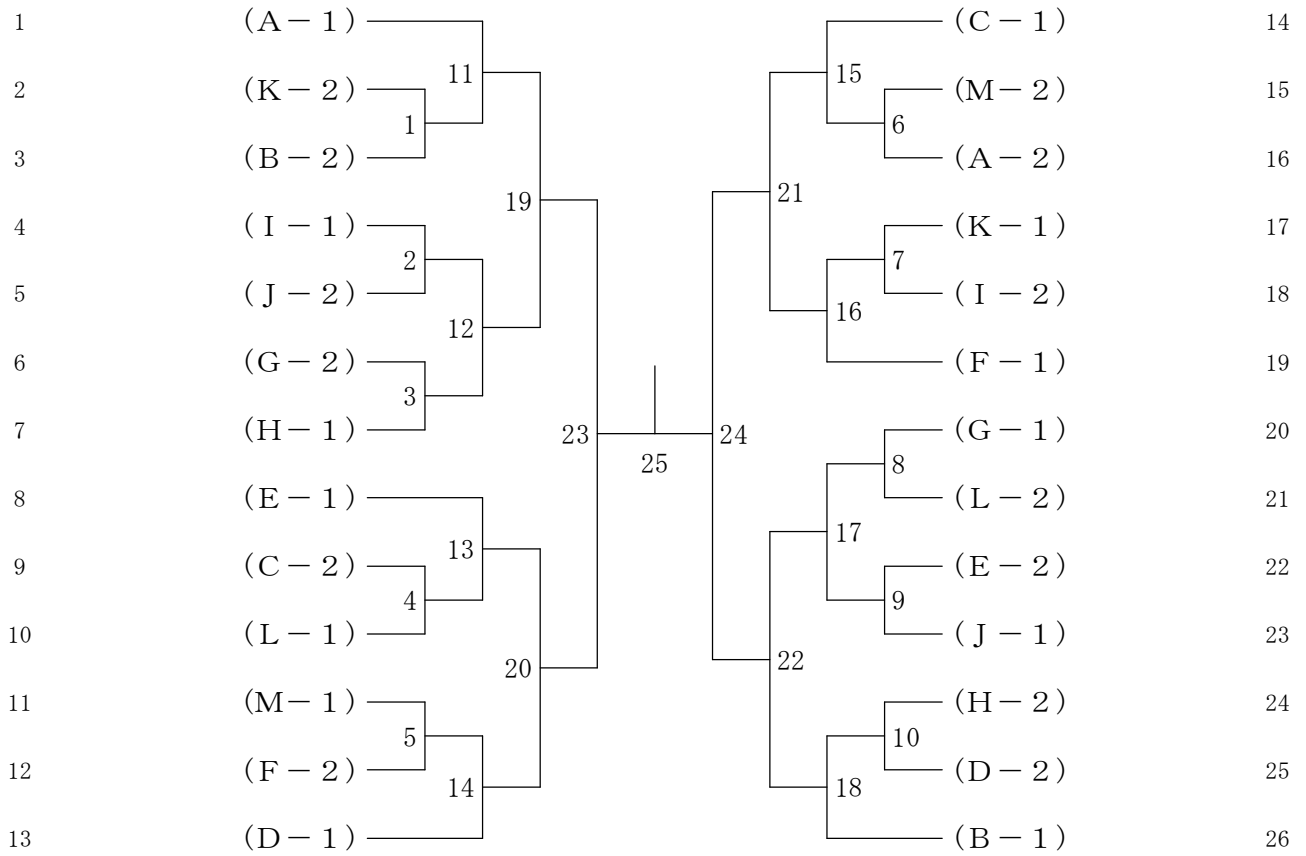 1 (A－1) (C－1) 14
11 15
2 (K－2) (M－2) 15
1 6
3 (B－2) (A－2) 16
19 21
4 (I－1) (K－1) 17
2 7
5 (J－2) (I－2) 18
12 16
6 (G－2) (F－1) 19
3
7 (H－1) (G－1) 20
23 24
25 8
8 (E－1) (L－2) 21
13 17
9 (C－2) (E－2) 22
4 9
10 (L－1) (J－1) 23
20 22
11 (M－1) (H－2) 24
5 10
12 (F－2) (D－2) 25
14 18
13 (D－1) (B－1) 26